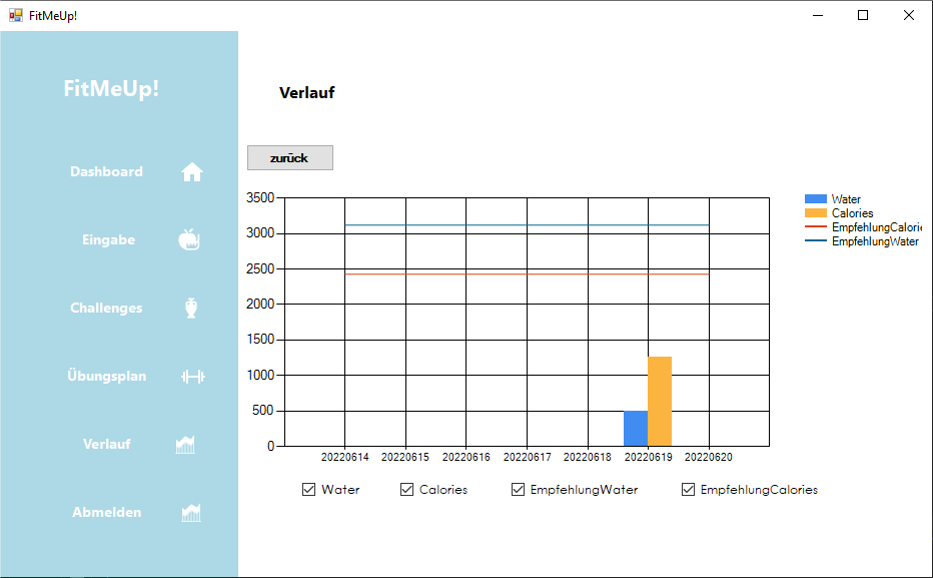 FitMeUp!
FitMeUp!
Dashboard
Eingabe
Challenges
Übungsplan
Verlauf
Abmelden
Verlauf
zurück
3500
3000
2500
2000
1500
1000
500
0
20220614 20220615 20220616 20220617 20220618 20220619 20220620
Water
Calories
EmpfehlungCalorie
EmpfehlungWater
Water Calories EmpfehlungWater EmpfehlungCalories